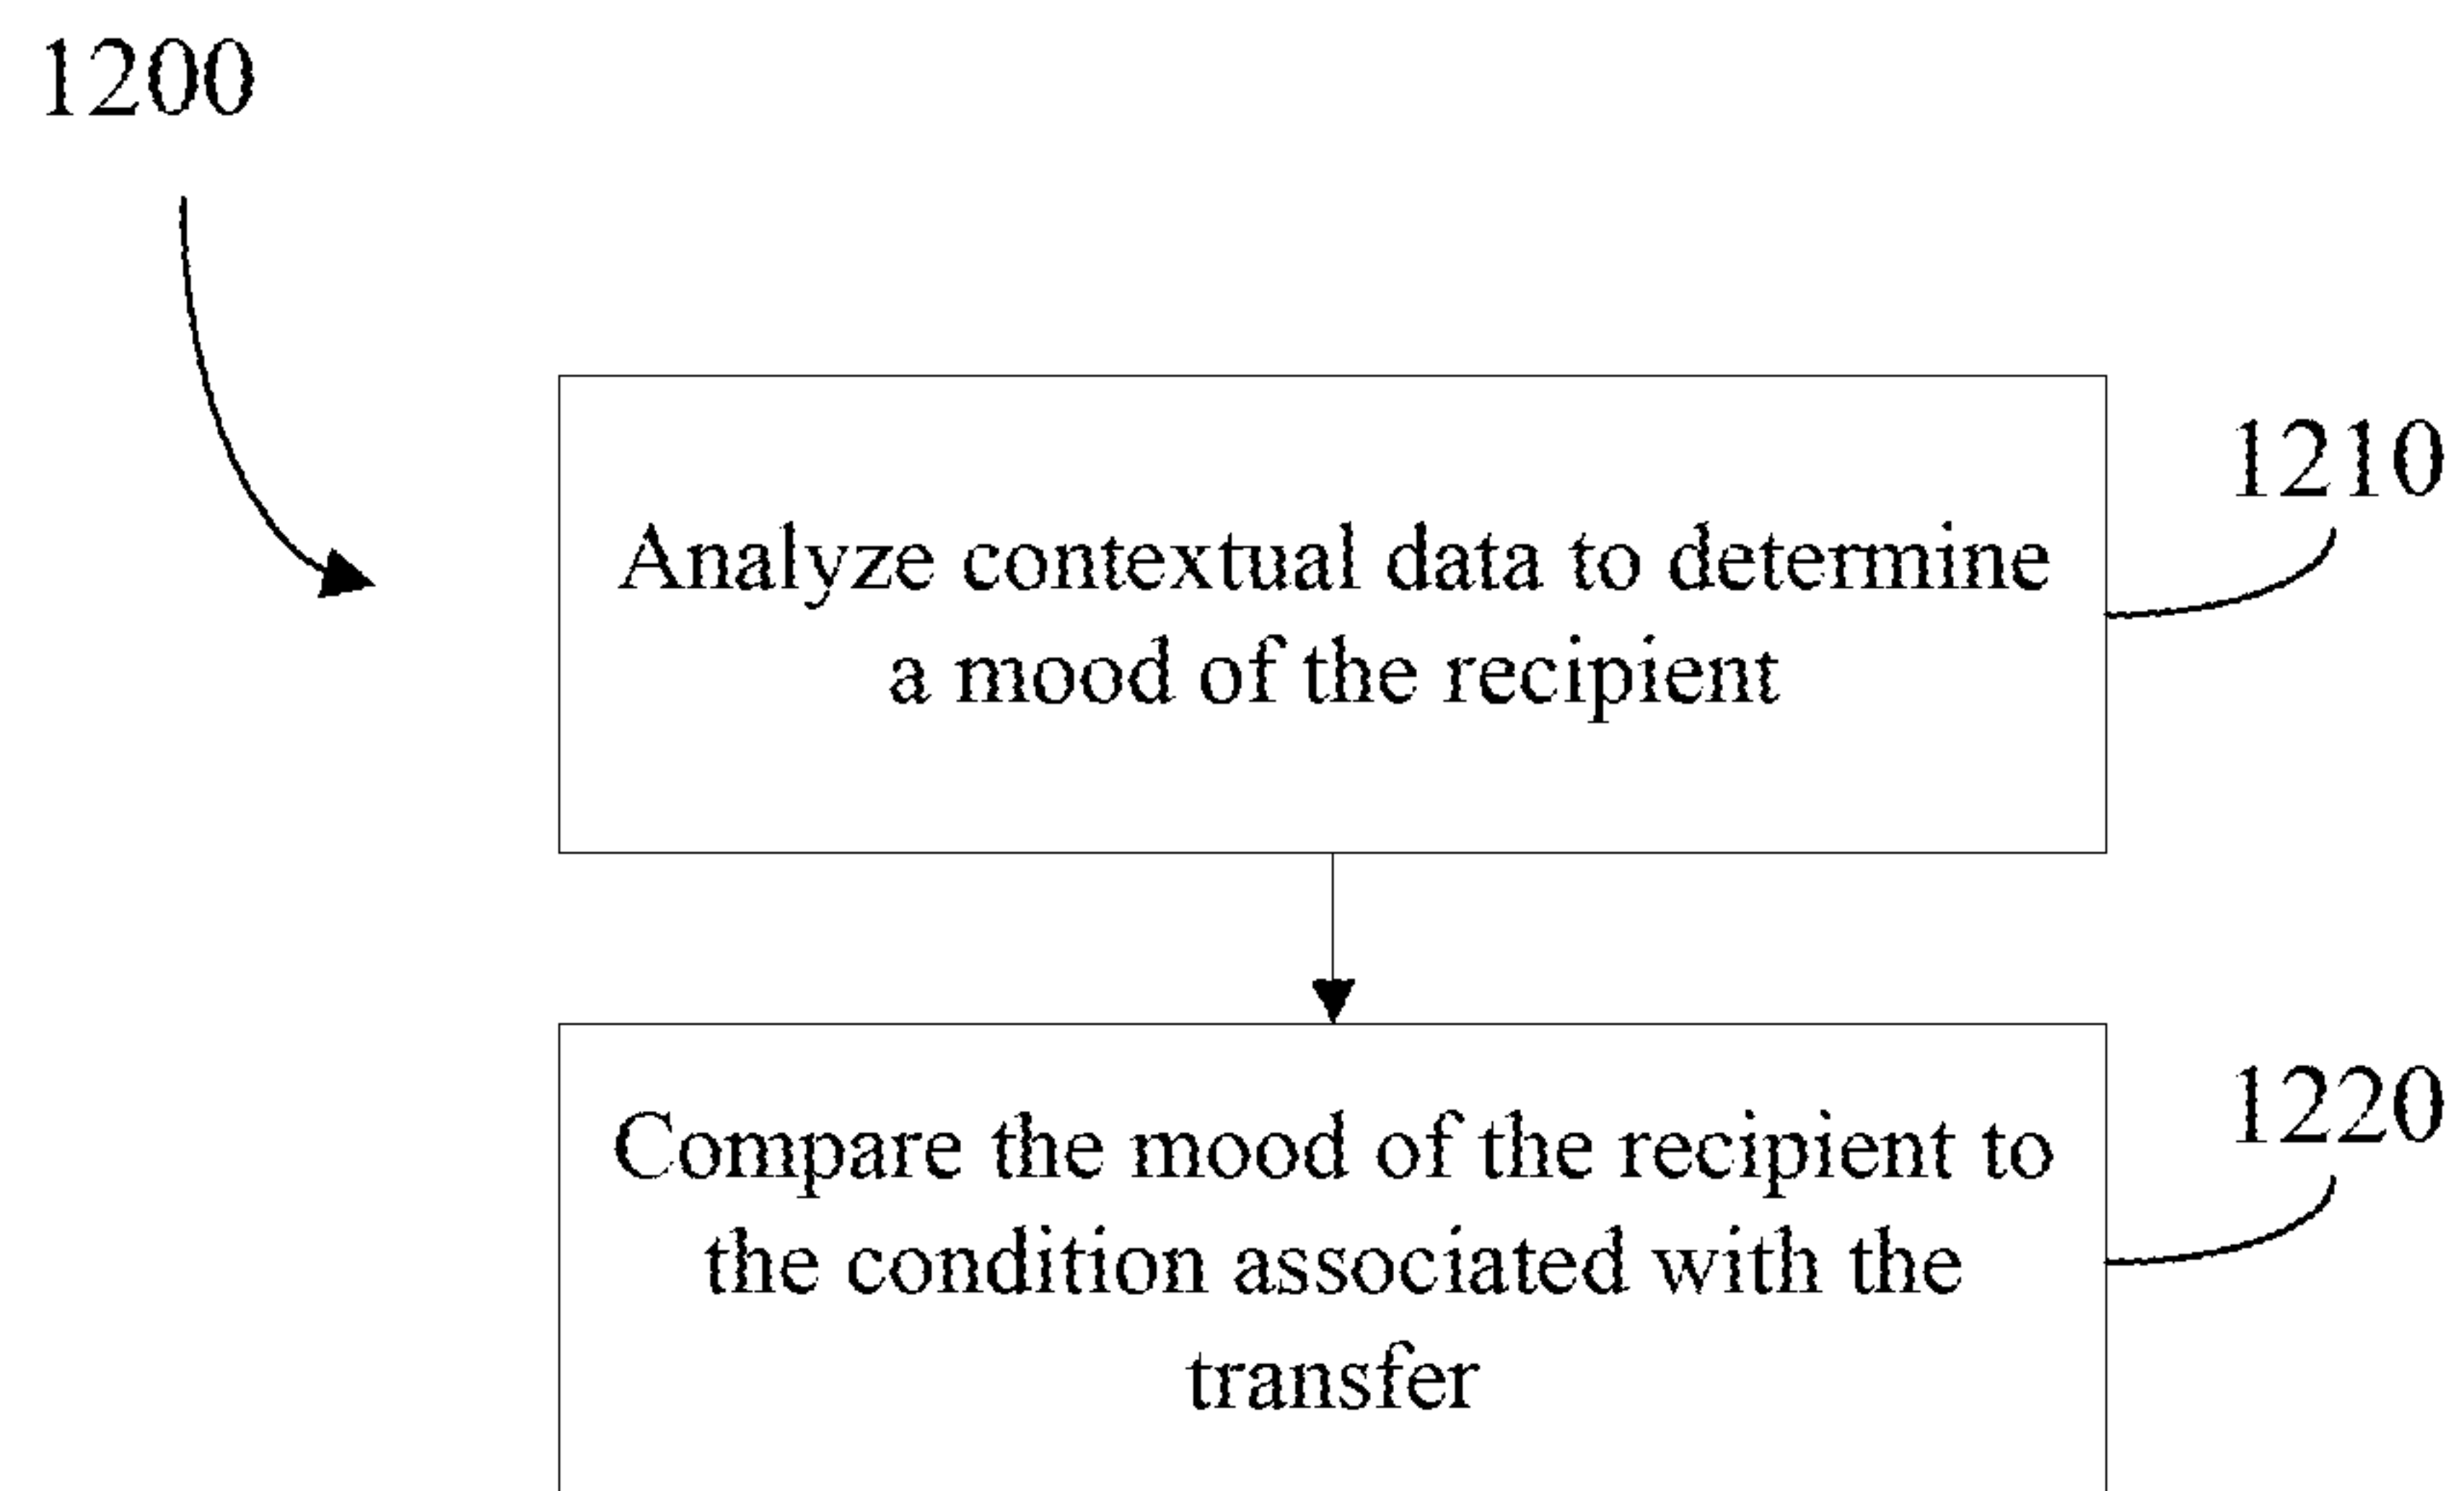 1200
1210
Analyze contextual data to determine
a mood of the recipient
1220
Compare the mood of the recipient to
the condition associated with the
transfer